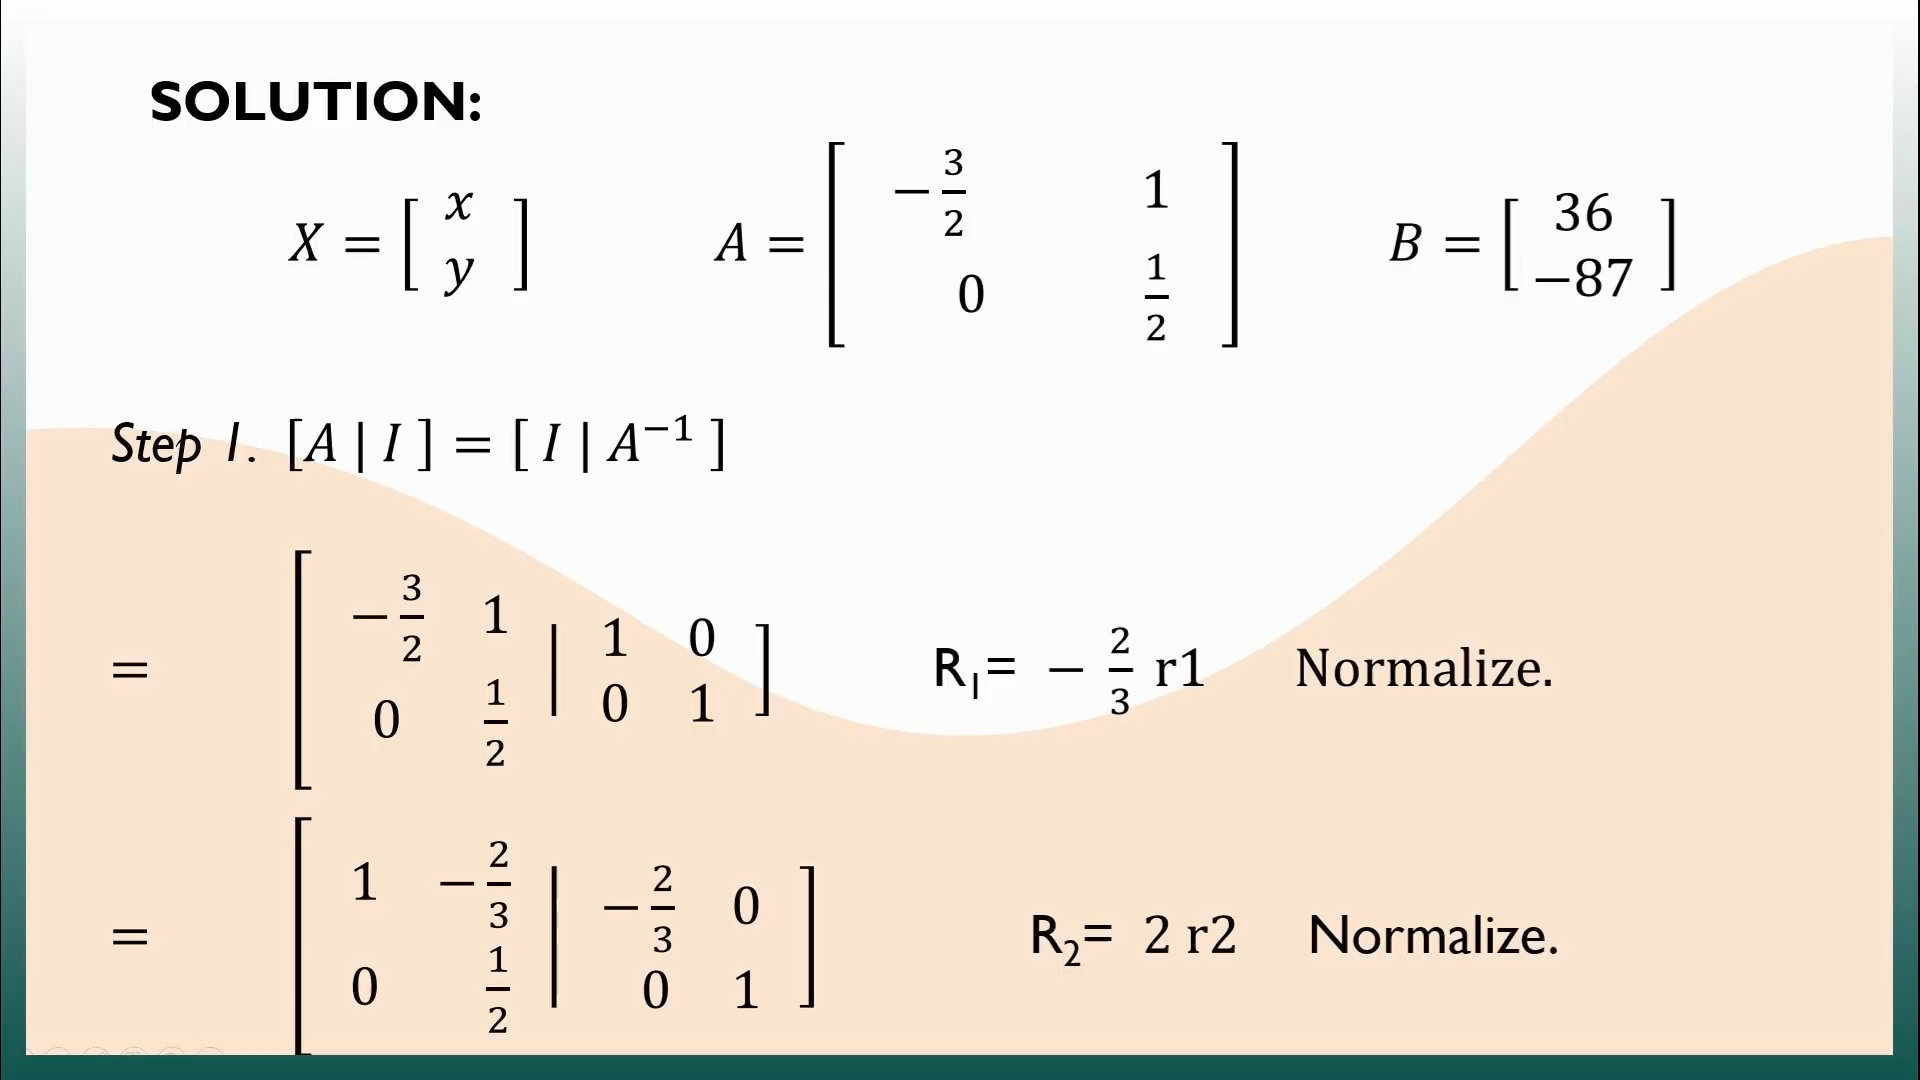 SOLUTION:
X = [ x y ] A = [ −3/2 1 0 1/2 ] B = [ 36 −87 ]
Step 1. [A | I ] = [ I | A⁻¹ ]
= [ −3/2 1 0 1/2 | 1 0 0 1 ] R₁= − 2/3 r1 Normalize.
= [ 1 −2/3 0 1/2 | −2/3 0 0 1 ] R₂= 2 r2 Normalize.